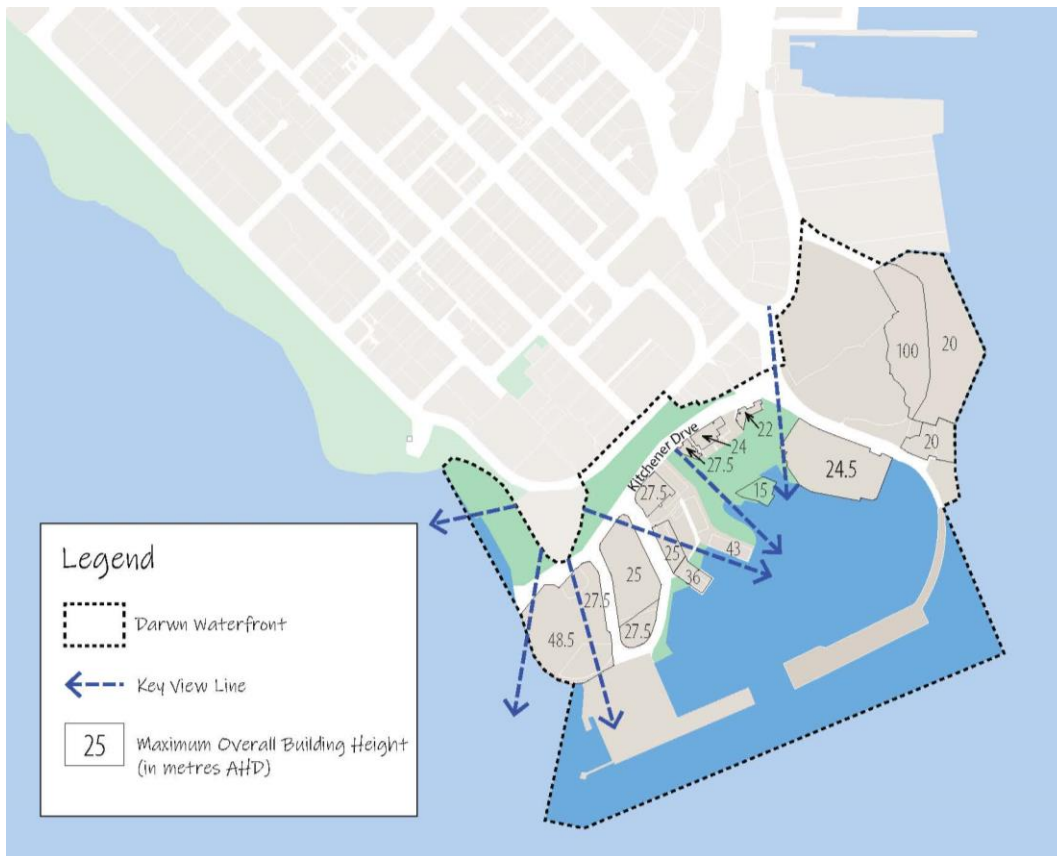 100
20
20
22
24
27.5
Kitchener Drve
27.5
24.5
15
43
25
36
25
27.5
27.5
48.5
Legend
Darwn Waterfront
Key View Line
25
Maximum Overall Building Height
(in metres AHD)